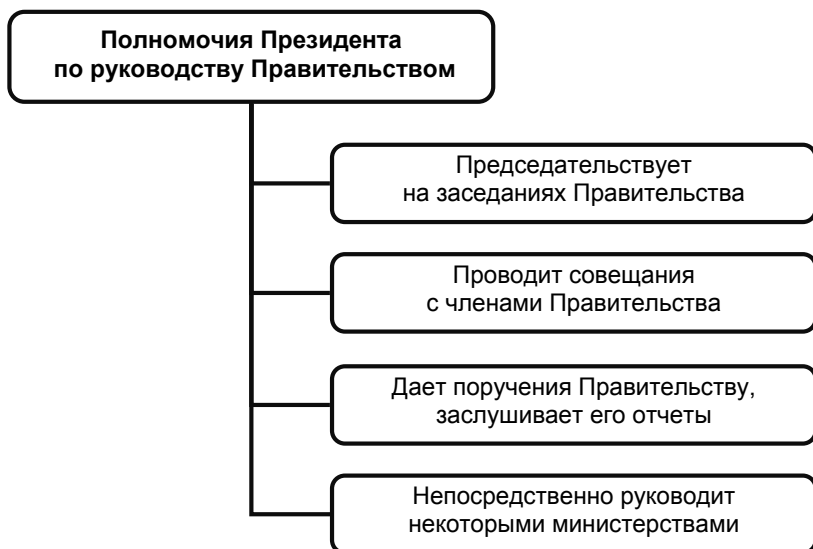 Полномочия Президента
по руководству Правительством
Председательствует
на заседаниях Правительства
Проводит совещания
с членами Правительства
Дает поручения Правительству,
заслушивает его отчеты
Непосредственно руководит
некоторыми министерствами